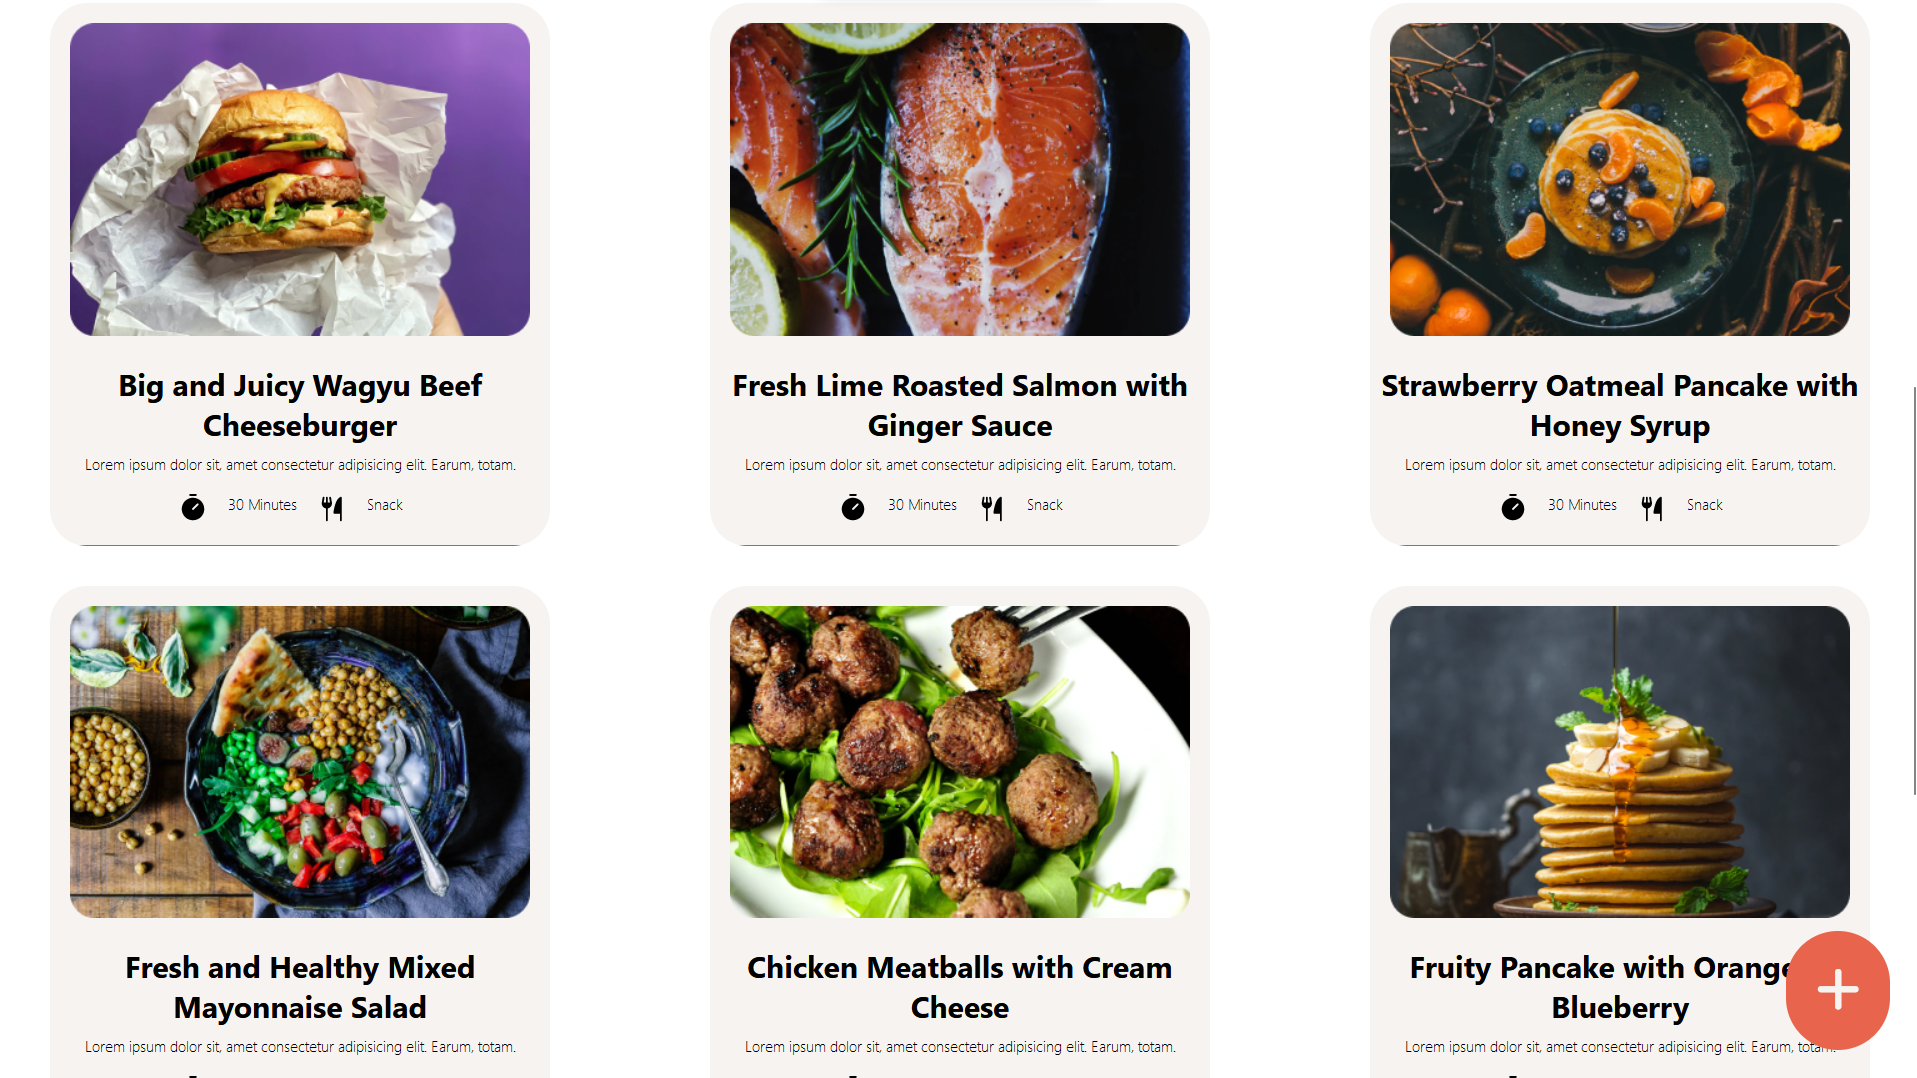 Big and Juicy Wagyu Beef
Cheeseburger
Lorem ipsum dolor sit, amet consectetur adipisicing elit. Earum, totam.
30 Minutes Snack
Fresh Lime Roasted Salmon with
Ginger Sauce
Lorem ipsum dolor sit, amet consectetur adipisicing elit. Earum, totam.
30 Minutes Snack
Strawberry Oatmeal Pancake with
Honey Syrup
Lorem ipsum dolor sit, amet consectetur adipisicing elit. Earum, totam.
30 Minutes Snack
Fresh and Healthy Mixed
Mayonnaise Salad
Lorem ipsum dolor sit, amet consectetur adipisicing elit. Earum, totam.
Chicken Meatballs with Cream
Cheese
Lorem ipsum dolor sit, amet consectetur adipisicing elit. Earum, totam.
Fruity Pancake with Orange
Blueberry
Lorem ipsum dolor sit, amet consectetur adipisicing elit. Earum, totam.